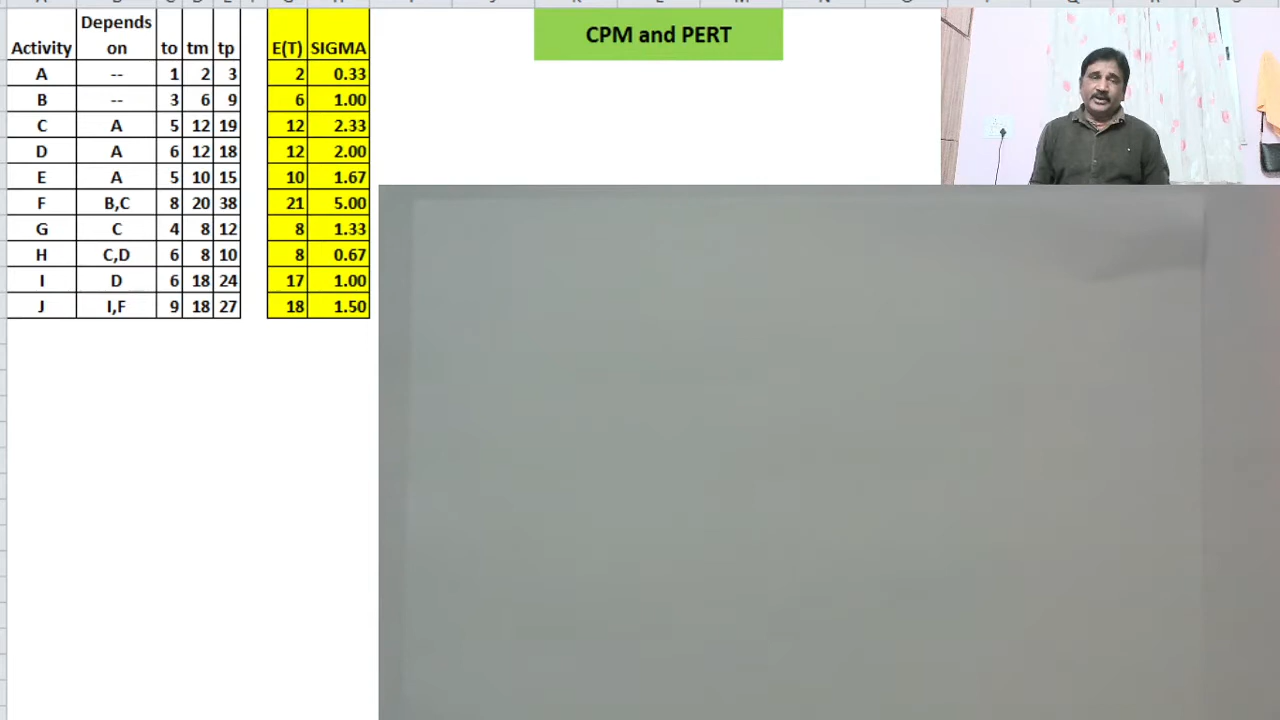 CPM and PERT
Depends
Activity on to tm tp E(T) SIGMA
A -- 1 2 3 2 0.33
B -- 3 6 9 6 1.00
C A 5 12 19 12 2.33
D A 6 12 18 12 2.00
E A 5 10 15 10 1.67
F B,C 8 20 38 21 5.00
G C 4 8 12 8 1.33
H C,D 6 8 10 8 0.67
I D 6 18 24 17 1.00
J I,F 9 18 27 18 1.50